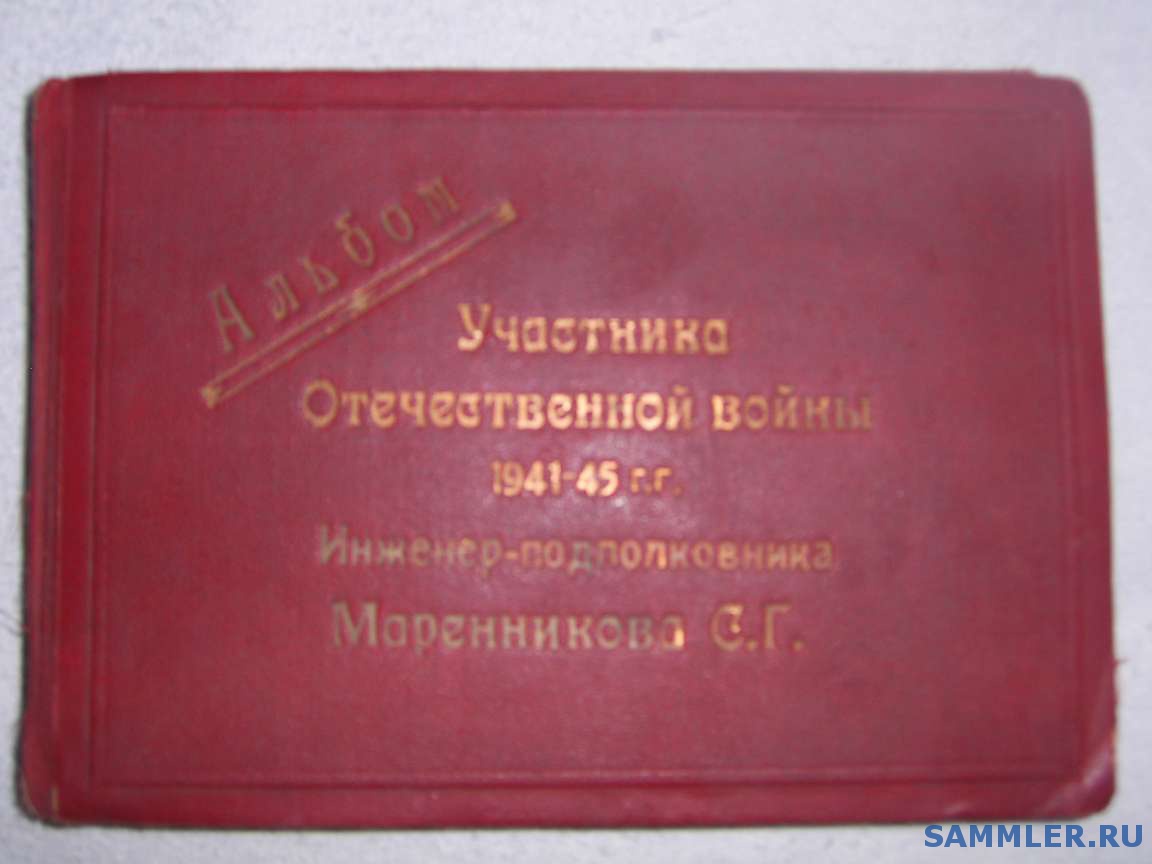 Альбом
Участника
Отечественной войны
1941-45 г.г.
Инженер-подполковника
Маренникова С.Г.
SAMMLER.RU